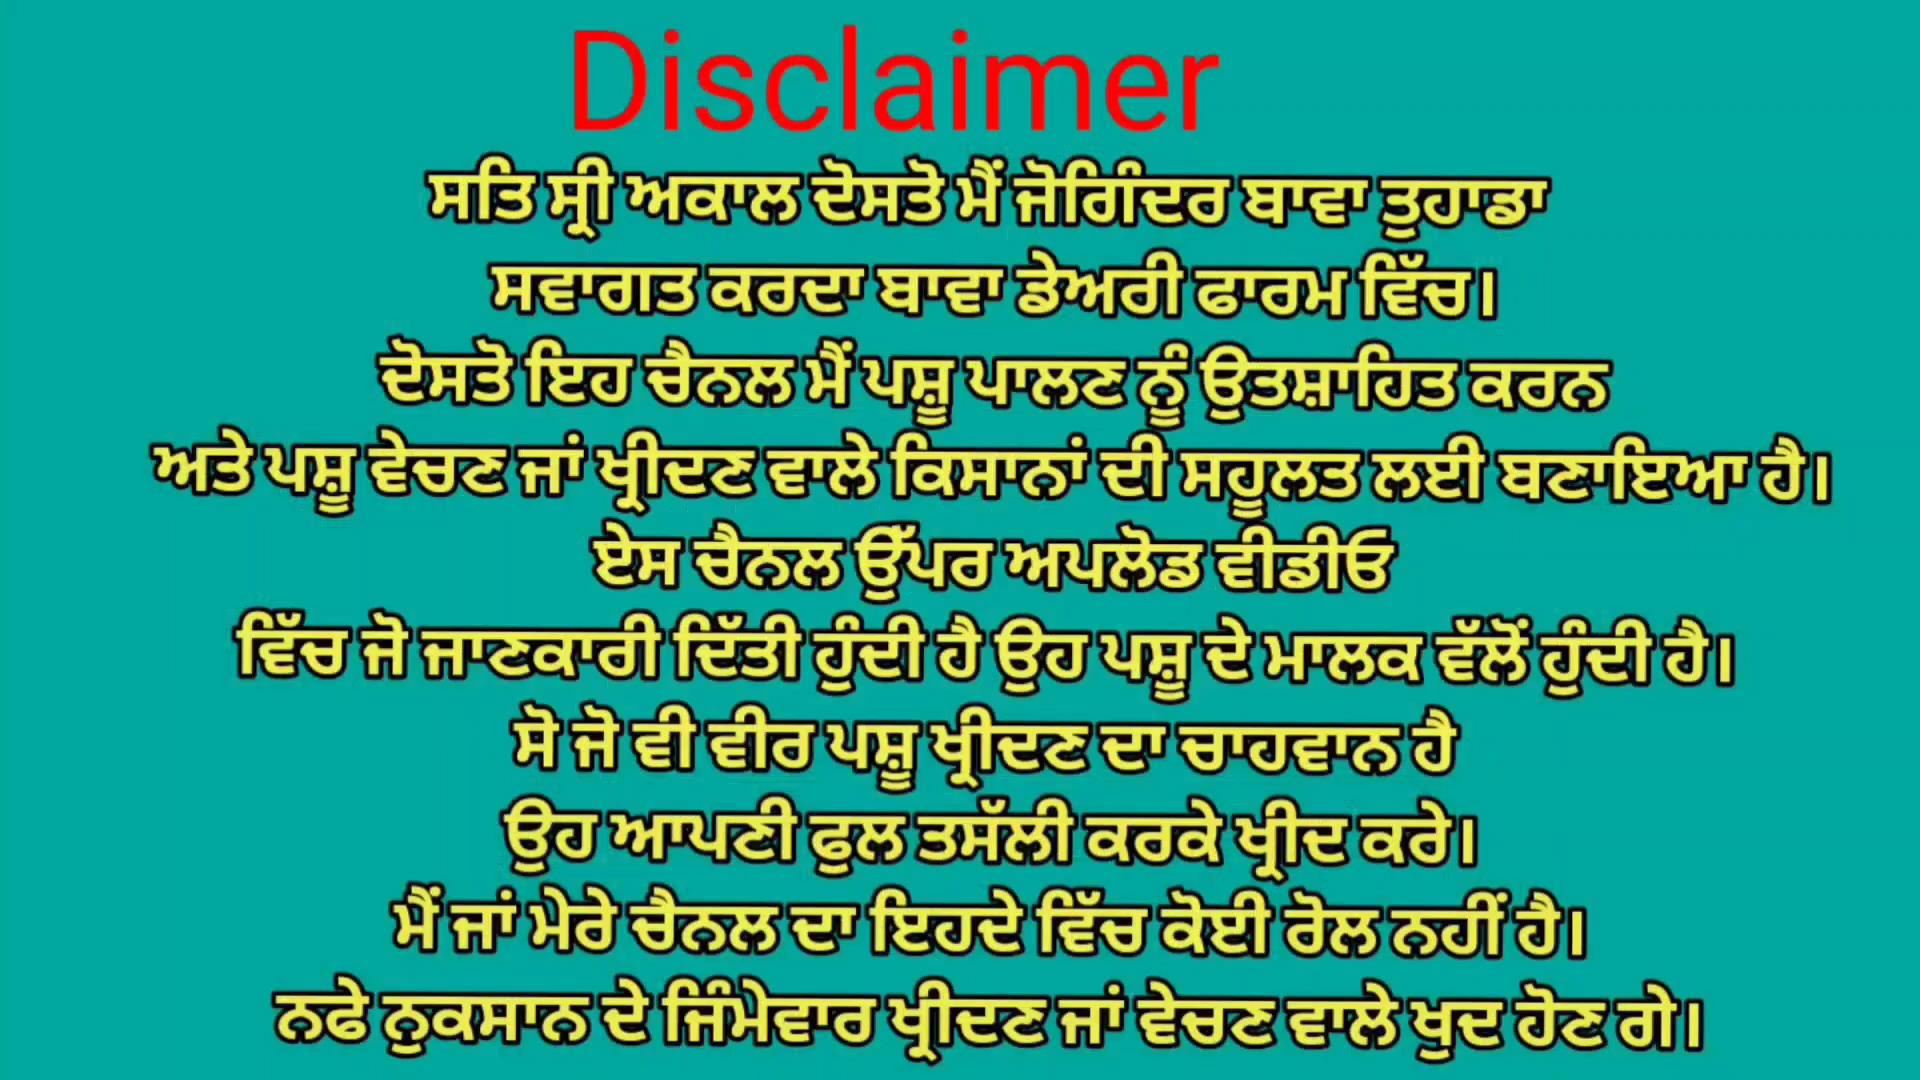 Disclaimer
ਸਤਿ ਸ੍ਰੀ ਅਕਾਲ ਦੋਸਤੋ ਮੈਂ ਜੋਗਿੰਦਰ ਬਾਵਾ ਤੁਹਾਡਾ
ਸਵਾਗਤ ਕਰਦਾ ਬਾਵਾ ਡੇਅਰੀ ਫਾਰਮ ਵਿੱਚ।
ਦੋਸਤੋ ਇਹ ਚੈਨਲ ਮੈਂ ਪਸ਼ੂ ਪਾਲਣ ਨੂੰ ਉਤਸ਼ਾਹਿਤ ਕਰਨ
ਅਤੇ ਪਸ਼ੂ ਵੇਚਣ ਜਾਂ ਖ੍ਰੀਦਣ ਵਾਲੇ ਕਿਸਾਨਾਂ ਦੀ ਸਹੂਲਤ ਲਈ ਬਣਾਇਆ ਹੈ।
ਏਸ ਚੈਨਲ ਉੱਪਰ ਅਪਲੋਡ ਵੀਡੀਓ
ਵਿੱਚ ਜੋ ਜਾਣਕਾਰੀ ਦਿੱਤੀ ਹੁੰਦੀ ਹੈ ਉਹ ਪਸ਼ੂ ਦੇ ਮਾਲਕ ਵੱਲੋਂ ਹੁੰਦੀ ਹੈ।
ਸੋ ਜੋ ਵੀ ਵੀਰ ਪਸ਼ੂ ਖ੍ਰੀਦਣ ਦਾ ਚਾਹਵਾਨ ਹੈ
ਉਹ ਆਪਣੀ ਫੁਲ ਤਸੱਲੀ ਕਰਕੇ ਖ੍ਰੀਦ ਕਰੇ।
ਮੈਂ ਜਾਂ ਮੇਰੇ ਚੈਨਲ ਦਾ ਇਹਦੇ ਵਿੱਚ ਕੋਈ ਰੋਲ ਨਹੀਂ ਹੈ।
ਨਫੇ ਨੁਕਸਾਨ ਦੇ ਜਿੰਮੇਵਾਰ ਖ੍ਰੀਦਣ ਜਾਂ ਵੇਚਣ ਵਾਲੇ ਖੁਦ ਹੋਣ ਗੇ।